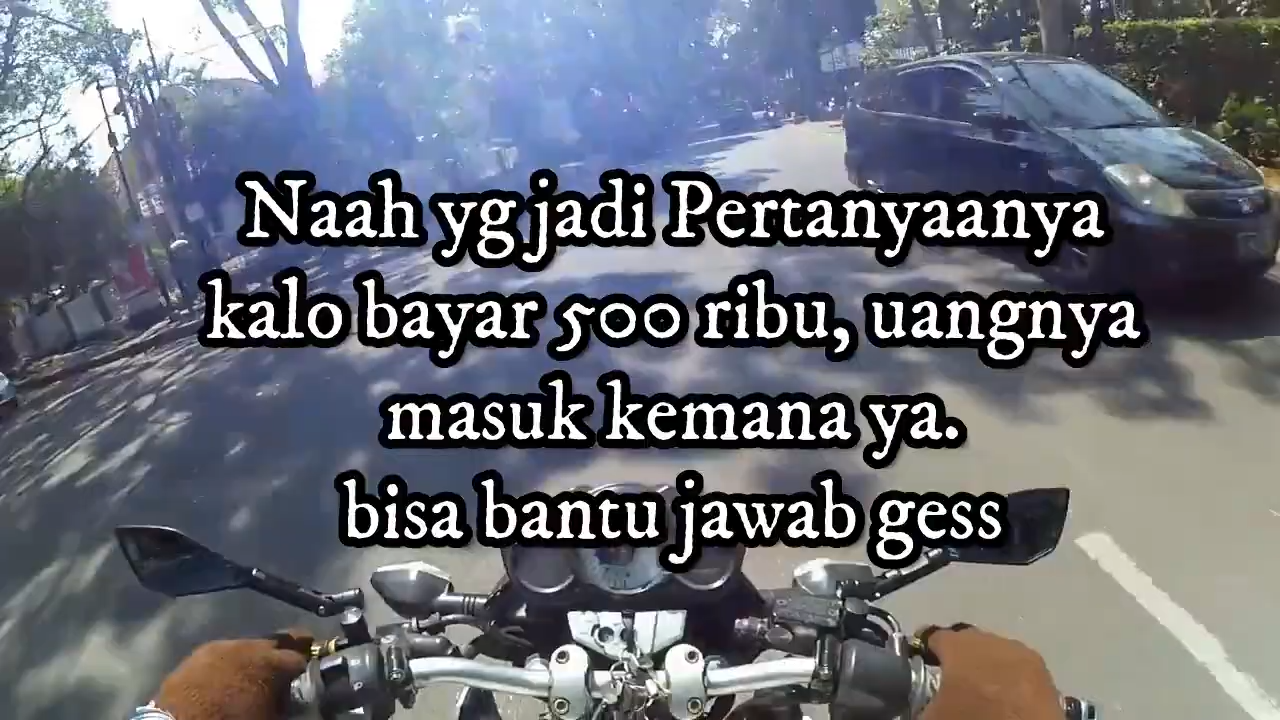 Naah yg jadi Pertanyaanya
kalo bayar 500 ribu, uangnya
masuk kemana ya.
bisa bantu jawab gess